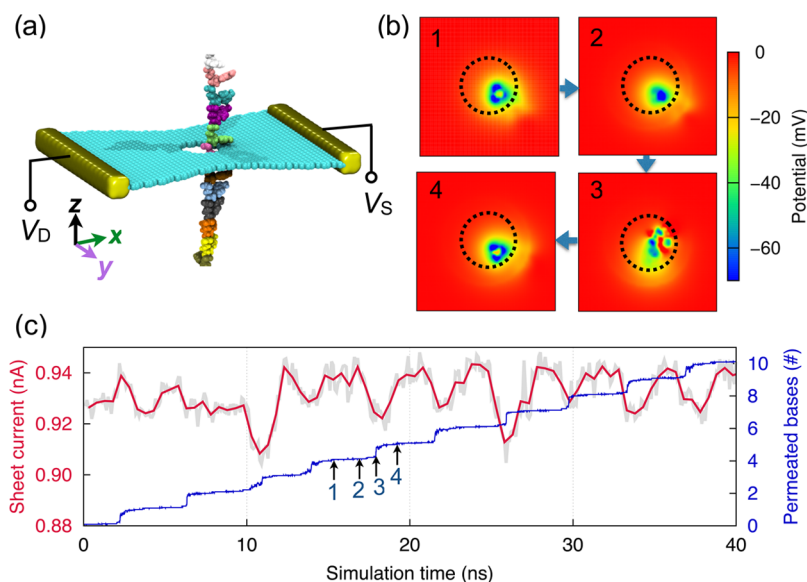 (a)
V_D
z
x
y
V_S
(b)
1
2
4
3
0
–20
–40
–60
Potential (mV)
(c)
Sheet current (nA)
0.94
0.92
0.90
0.88
1
2
3
4
10
8
6
4
2
0
Permeated bases (#)
0
10
20
30
40
Simulation time (ns)